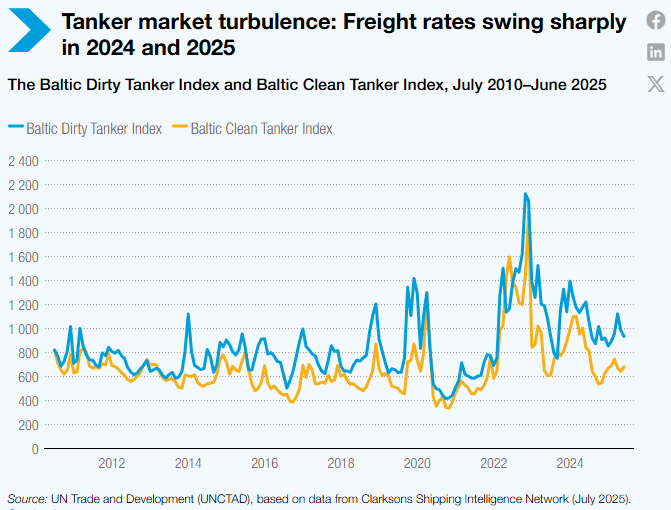 Tanker market turbulence: Freight rates swing sharply
in 2024 and 2025
The Baltic Dirty Tanker Index and Baltic Clean Tanker Index, July 2010–June 2025
Baltic Dirty Tanker Index Baltic Clean Tanker Index
2 400
2 200
2 000
1 800
1 600
1 400
1 200
1 000
800
600
400
200
0
2012 2014 2016 2018 2020 2022 2024
Source: UN Trade and Development (UNCTAD), based on data from Clarksons Shipping Intelligence Network (July 2025).